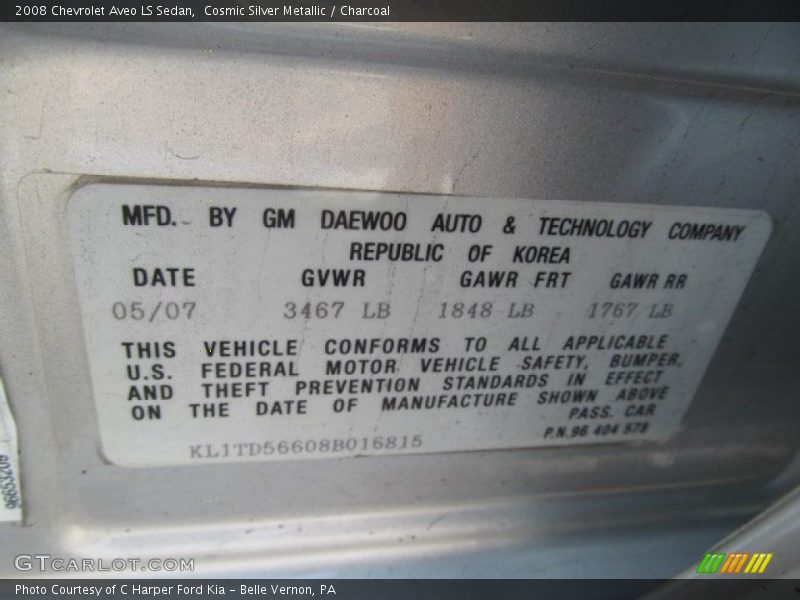 2008 Chevrolet Aveo LS Sedan,  Cosmic Silver Metallic / Charcoal
MFD. BY GM DAEWOO AUTO & TECHNOLOGY COMPANY
REPUBLIC OF KOREA
DATE GVWR GAWR FRT GAWR RR
05/07 3467 LB 1848 LB 1767 LB
THIS VEHICLE CONFORMS TO ALL APPLICABLE
U.S. FEDERAL MOTOR VEHICLE SAFETY, BUMPER,
AND THEFT PREVENTION STANDARDS IN EFFECT
ON THE DATE OF MANUFACTURE SHOWN ABOVE
PASS. CAR
P.N.96 404 578
KL1TD56608B016815
96653209
GTCARLOT.COM
Photo Courtesy of C Harper Ford Kia - Belle Vernon, PA